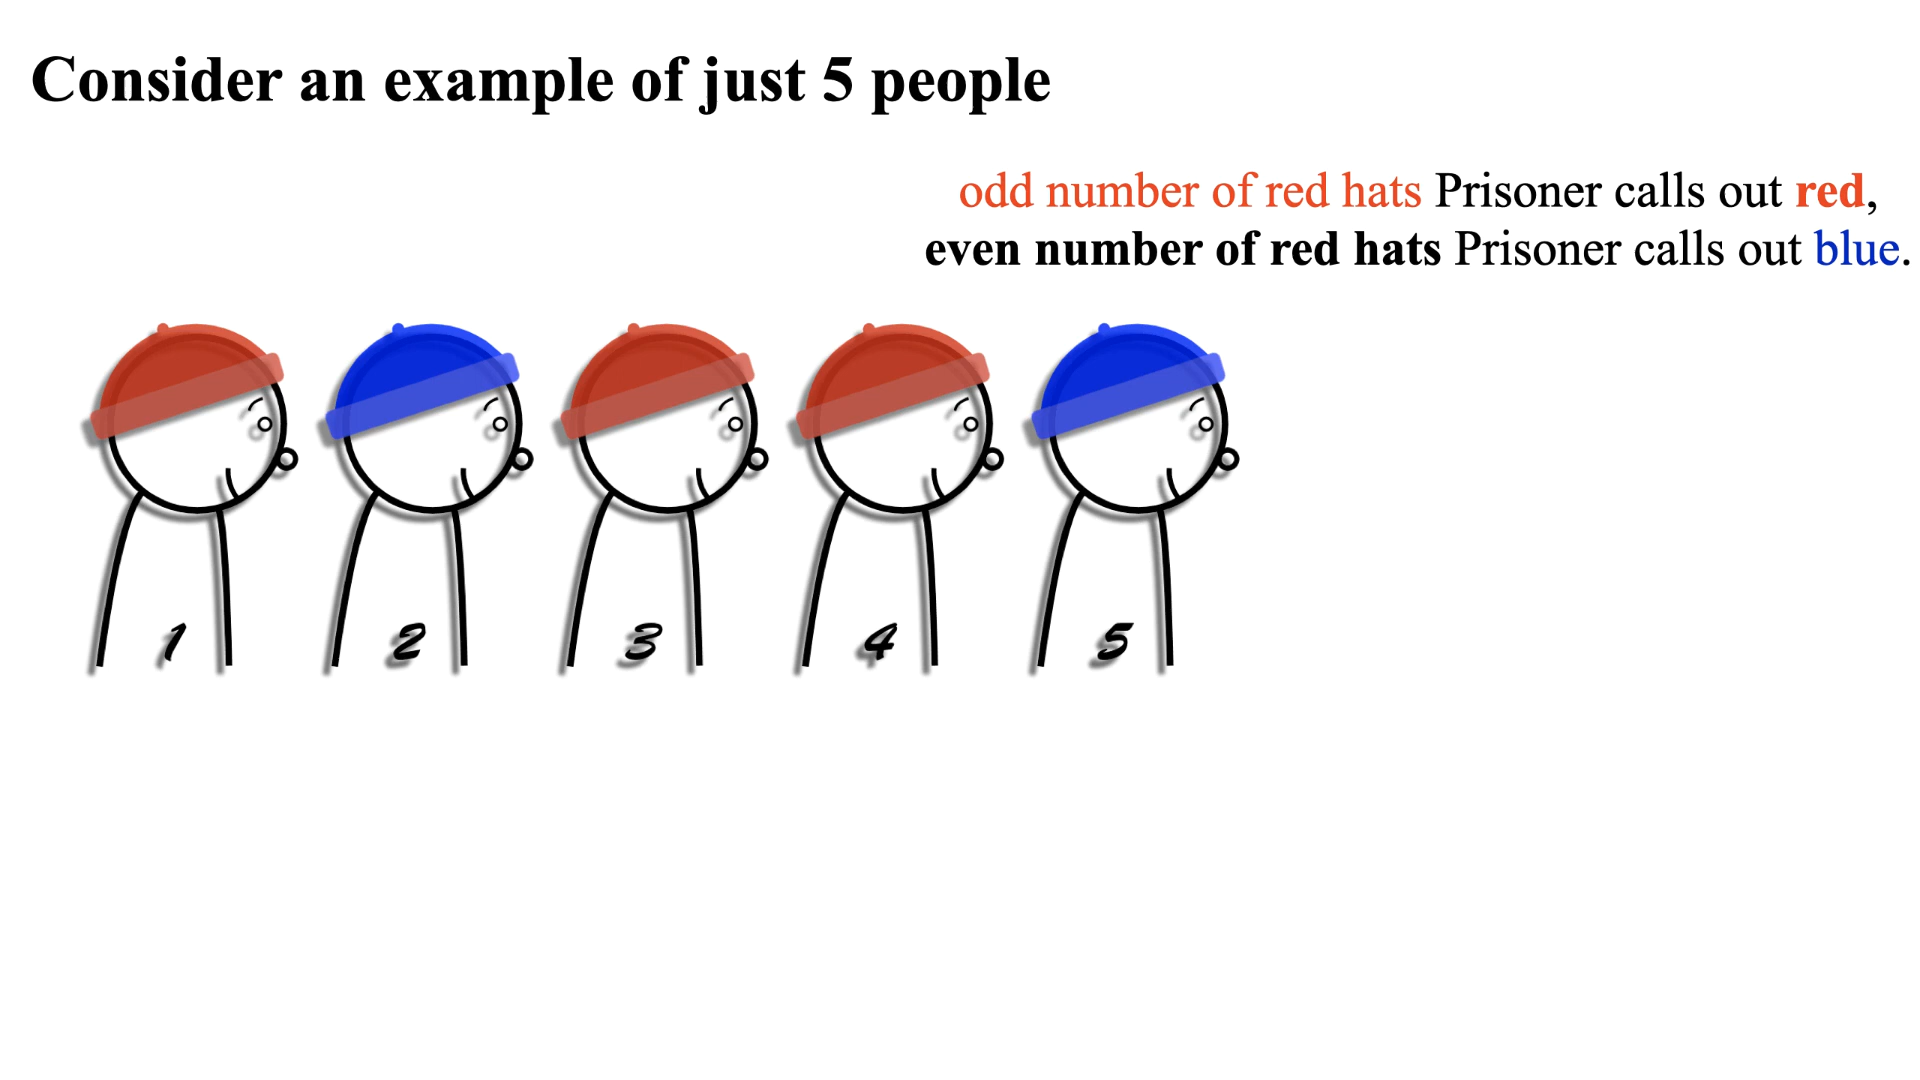 Consider an example of just 5 people
odd number of red hats Prisoner calls out red,
even number of red hats Prisoner calls out blue.
1 2 3 4 5